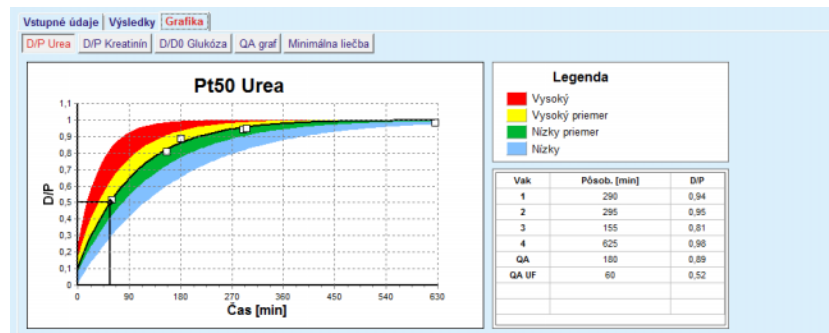 Vstupné údaje Výsledky Grafika
D/P Urea D/P Kreatinín D/D0 Glukóza QA graf Minimálna liečba
Pt50 Urea
1,1
1
0,9
0,8
0,7
0,6
0,5
0,4
0,3
0,2
0,1
0
D/P
0 90 180 270 360 450 540 630
Čas [min]
Legenda
Vysoký
Vysoký priemer
Nízky priemer
Nízky
Vak Pôsob. [min] D/P
1 290 0,94
2 295 0,95
3 155 0,81
4 625 0,98
QA 180 0,89
QA UF 60 0,52